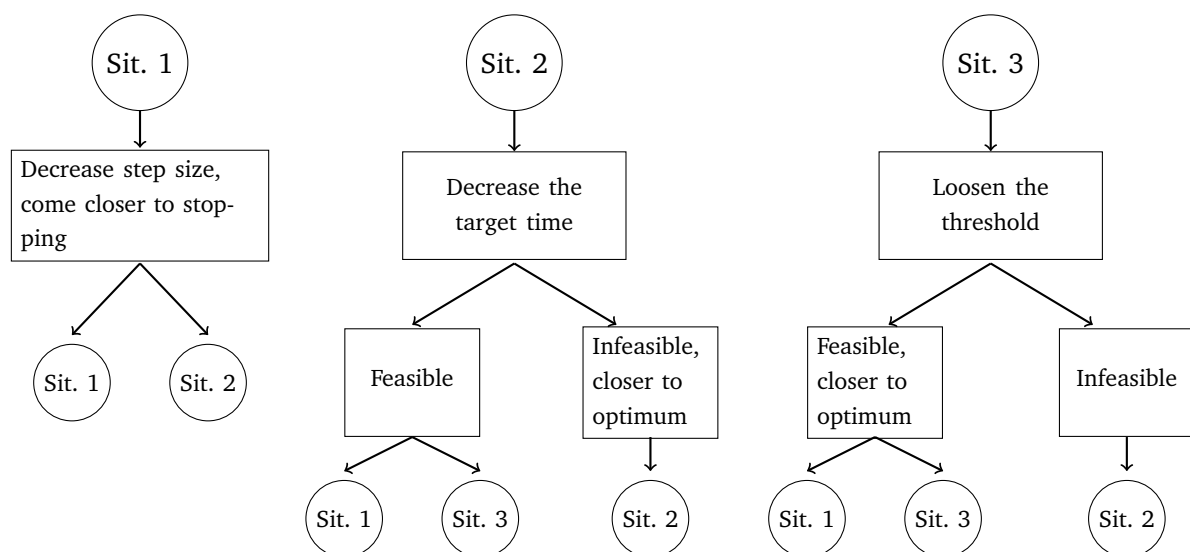 Sit. 1
Decrease step size,
come closer to stop-
ping
Sit. 1
Sit. 2
Sit. 2
Decrease the
target time
Feasible
Infeasible,
closer to
optimum
Sit. 1
Sit. 3
Sit. 2
Sit. 3
Loosen the
threshold
Feasible,
closer to
optimum
Infeasible
Sit. 1
Sit. 3
Sit. 2